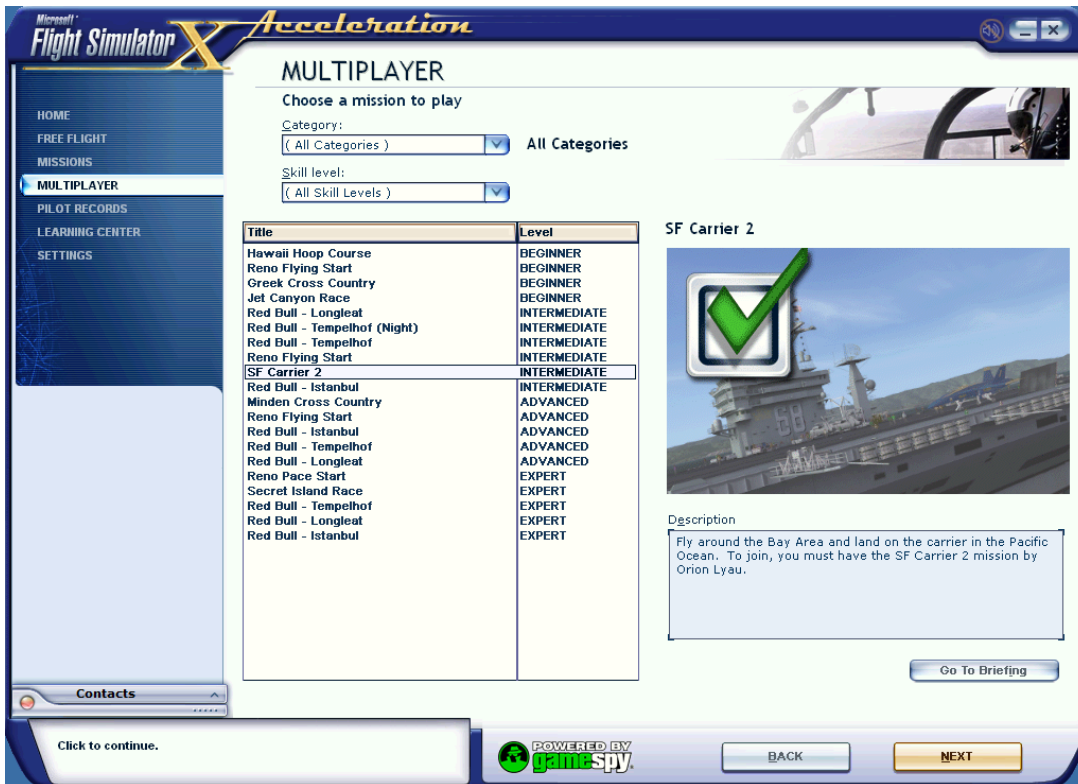 Microsoft
Flight Simulator X Acceleration
HOME
FREE FLIGHT
MISSIONS
MULTIPLAYER
PILOT RECORDS
LEARNING CENTER
SETTINGS
MULTIPLAYER
Choose a mission to play
Category:
( All Categories )
All Categories
Skill level:
( All Skill Levels )
Title Level
Hawaii Hoop Course BEGINNER
Reno Flying Start BEGINNER
Greek Cross Country BEGINNER
Jet Canyon Race BEGINNER
Red Bull - Longleat INTERMEDIATE
Red Bull - Tempelhof (Night) INTERMEDIATE
Red Bull - Tempelhof INTERMEDIATE
Reno Flying Start INTERMEDIATE
SF Carrier 2 INTERMEDIATE
Red Bull - Istanbul INTERMEDIATE
Minden Cross Country ADVANCED
Reno Flying Start ADVANCED
Red Bull - Istanbul ADVANCED
Red Bull - Tempelhof ADVANCED
Red Bull - Longleat ADVANCED
Reno Pace Start EXPERT
Secret Island Race EXPERT
Red Bull - Tempelhof EXPERT
Red Bull - Longleat EXPERT
Red Bull - Istanbul EXPERT
SF Carrier 2
68
Description
Fly around the Bay Area and land on the carrier in the Pacific
Ocean. To join, you must have the SF Carrier 2 mission by
Orion Lyau.
Go To Briefing
Contacts
Click to continue.
POWERED BY
gamespy.
BACK
NEXT